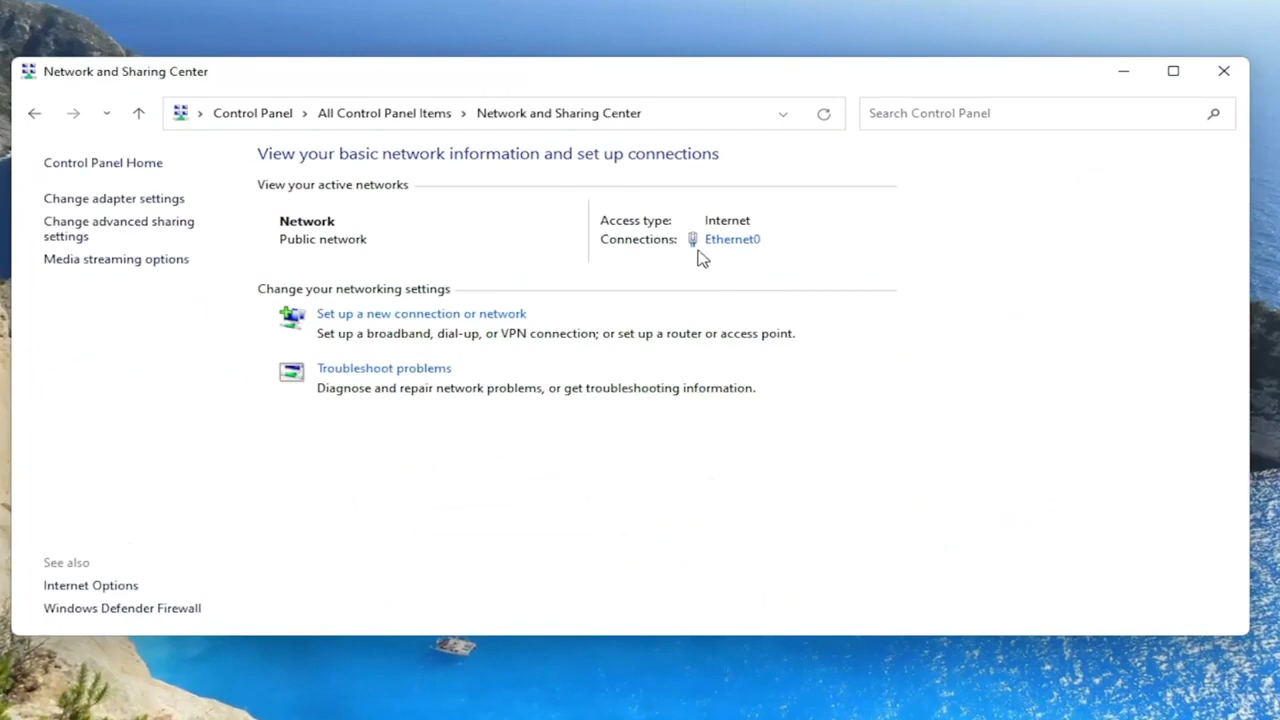 Network and Sharing Center
Control Panel > All Control Panel Items > Network and Sharing Center
Search Control Panel
Control Panel Home
Change adapter settings
Change advanced sharing
settings
Media streaming options
View your basic network information and set up connections
View your active networks
Network
Public network
Access type: Internet
Connections: Ethernet0
Change your networking settings
Set up a new connection or network
Set up a broadband, dial-up, or VPN connection; or set up a router or access point.
Troubleshoot problems
Diagnose and repair network problems, or get troubleshooting information.
See also
Internet Options
Windows Defender Firewall